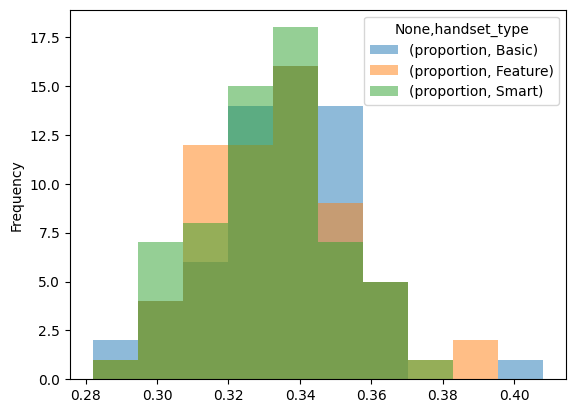 None,handset_type
(proportion, Basic)
(proportion, Feature)
(proportion, Smart)
Frequency
17.5
15.0
12.5
10.0
7.5
5.0
2.5
0.0
0.28 0.30 0.32 0.34 0.36 0.38 0.40